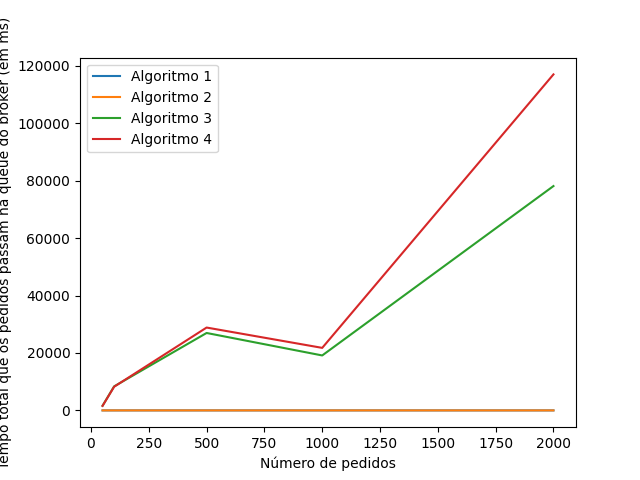 Tempo total que os pedidos passam na queue do broker (em ms)
120000
100000
80000
60000
40000
20000
0
Algoritmo 1
Algoritmo 2
Algoritmo 3
Algoritmo 4
0 250 500 750 1000 1250 1500 1750 2000
Número de pedidos